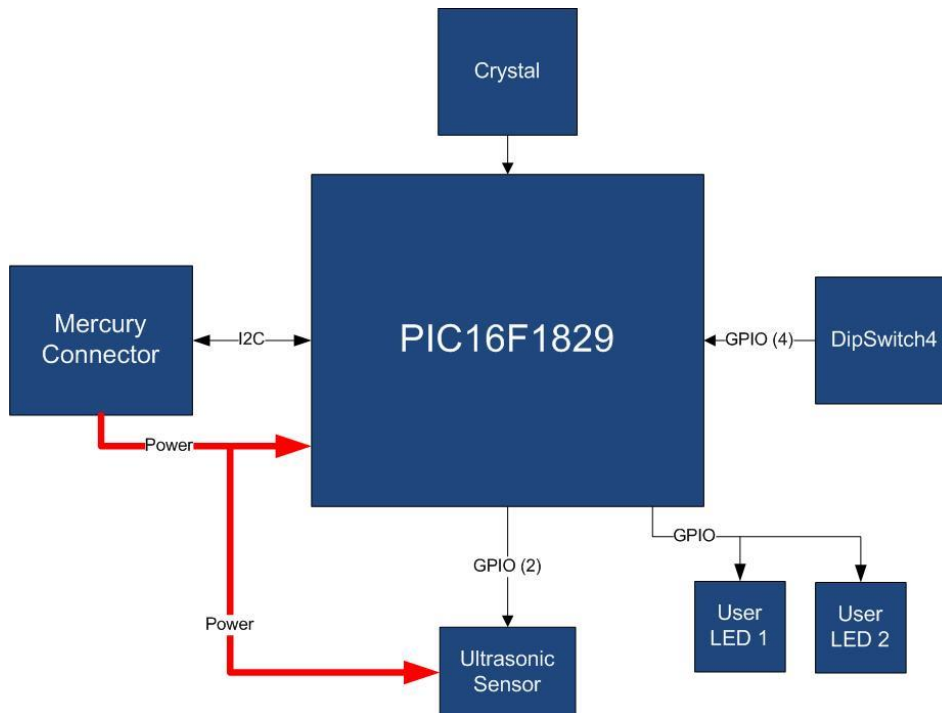 Crystal
PIC16F1829
Mercury
Connector
I2C
GPIO (4)
DipSwitch4
Power
GPIO (2)
GPIO
Power
User
LED 1
User
LED 2
Ultrasonic
Sensor